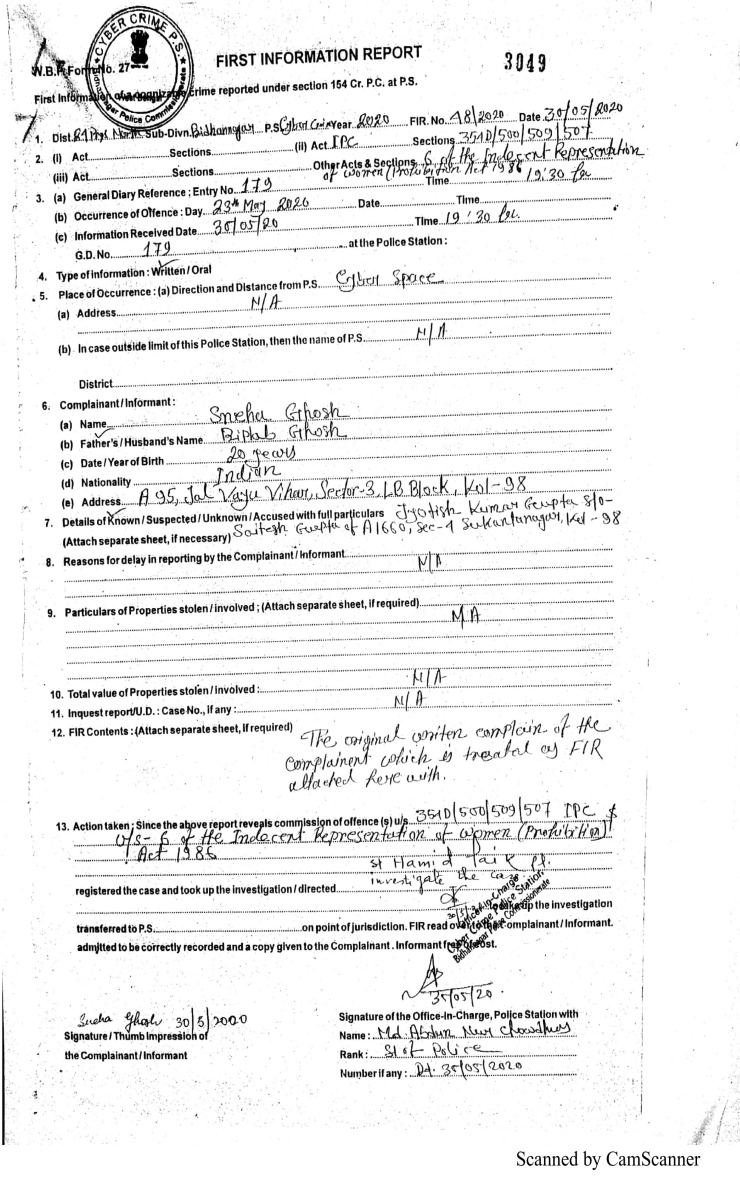 CYBER CRIME P.S.
Bidhannagar Police Commissionerate
W.B.P. Form No. 27
FIRST INFORMATION REPORT
3049
First Information of a cognizable crime reported under section 154 Cr. P.C. at P.S.
1. Dist. 24 Pgs North Sub-Divn. Bidhannagar P.S. Cyber Crime Year 2020 FIR. No. 48/2020 Date 30/05/2020
2. (I) Act Sections (II) Act IPC Sections 354D/500/509/507
(III) Act Sections Other Acts & Sections 6 of the Indecent Representation of women (Prohibition) Act 1986
3. (a) General Diary Reference ; Entry No. 179 Time 19:30 hrs.
(b) Occurrence of Offence : Day 23th May 2020 Date Time
(c) Information Received Date 30/05/20 Time 19:30 hrs.
G.D. No. 179 at the Police Station :
4. Type of information : Written / Oral
5. Place of Occurrence : (a) Direction and Distance from P.S. Cyber Space
(a) Address N/A
(b) In case outside limit of this Police Station, then the name of P.S. N/A
District
6. Complainant / Informant :
(a) Name Sneha Ghosh
(b) Father's / Husband's Name Biplab Ghosh
(c) Date / Year of Birth 20 years
(d) Nationality Indian
(e) Address A 95, Jal Vayu Vihar, Sector-3, LB Block, Kol-98
7. Details of Known / Suspected / Unknown / Accused with full particulars Jyotish Kumar Gupta S/o-
(Attach separate sheet, if necessary) Gupta of A1660, Sec-4 Sukantanagar, Kol-98
8. Reasons for delay in reporting by the Complainant / Informant N/A
9. Particulars of Properties stolen / involved ; (Attach separate sheet, if required)
N/A
10. Total value of Properties stolen / Involved : N/A
11. Inquest report/U.D. : Case No., if any : N/A
12. FIR Contents : (Attach separate sheet, If required) The original writen complain of the
complainent which is treated as FIR
attached here with.
13. Action taken ; Since the above report reveals commission of offence (s) u/s 354D/500/509/507 IPC &
U/s- 6 of the Indecent Representation of women (Prohibition)
Act 1986
SI Hamid
investigate the case
registered the case and took up the investigation / directed
30/5/20
Officer-in-Charge
Cyber Crime Police Station
Bidhannagar Police Commissionerate
to take up the investigation
transferred to P.S. on point of jurisdiction. FIR read over to the Complainant / Informant.
admitted to be correctly recorded and a copy given to the Complainant . Informant free of cost.
30/05/20
Sneha Ghosh 30/5/2020
Signature / Thumb Impression of
the Complainant / Informant
Signature of the Office-In-Charge, Police Station with
Name : Md. Abdun Nur Chowdhury
Rank : SI of Police
Number if any : Dt. 30/05/2020
Scanned by CamScanner